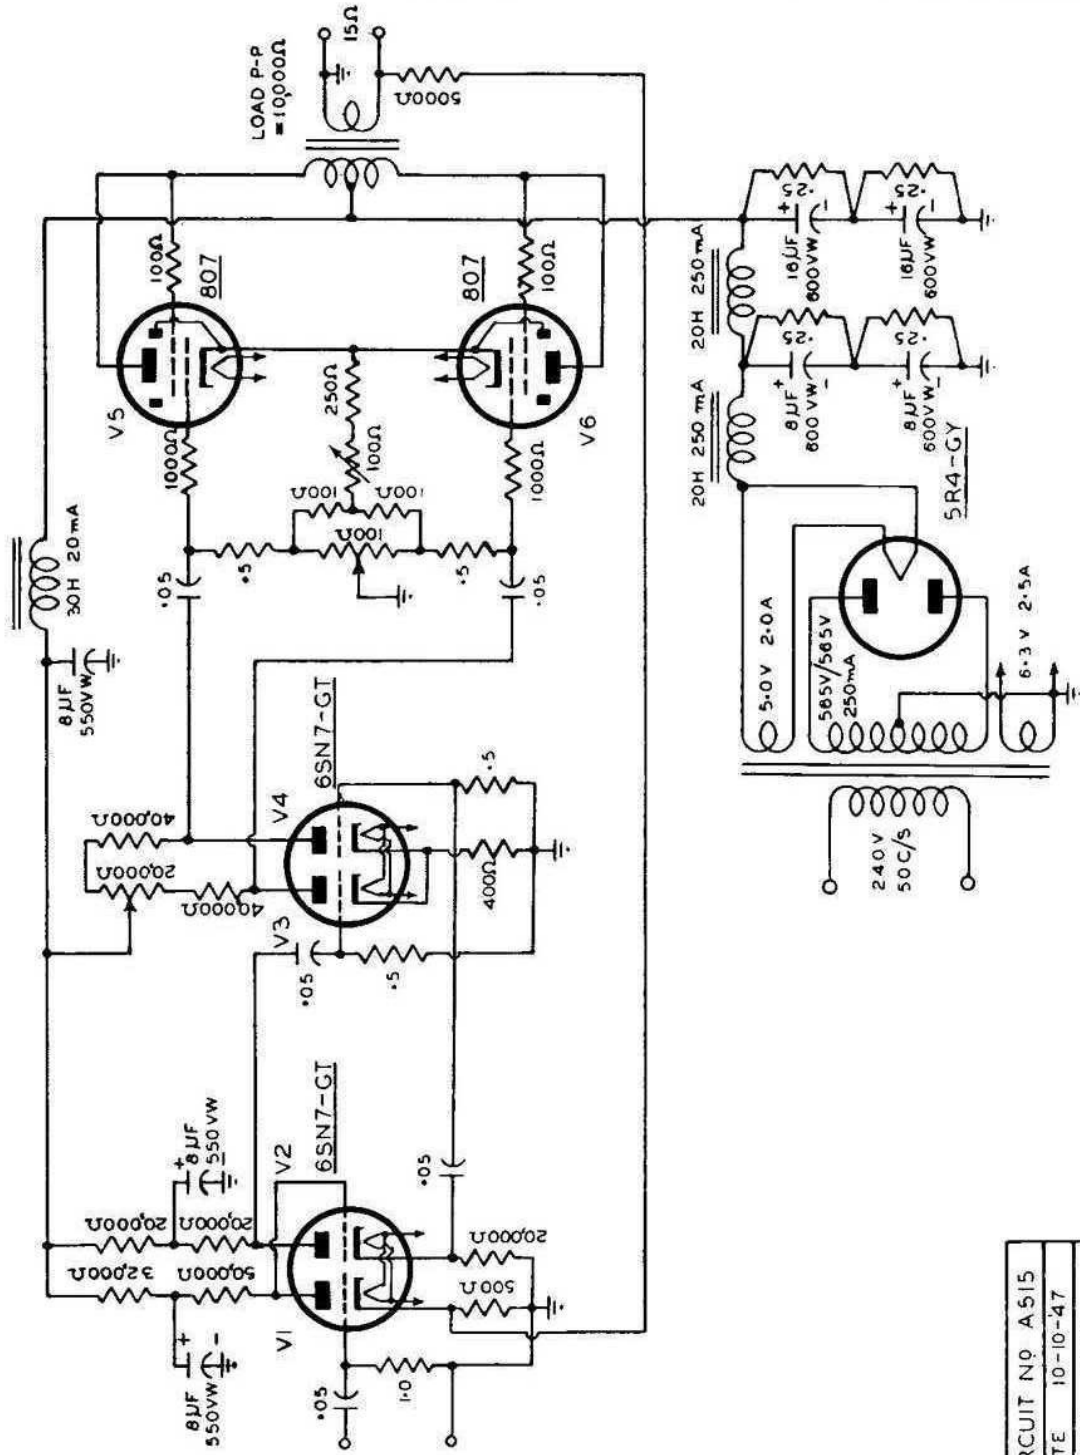 LOAD P-P
=10,000Ω
15Ω
5000Ω
100Ω
807
V5
1000Ω
250Ω
100Ω
100Ω
100Ω
100Ω
.5
.5
807
100Ω
V6
1000Ω
.05
.05
30H 20mA
8μF
550VW
6SN7-GT
V4
V3
40,000Ω
20,000Ω
40,000Ω
.05
.5
400Ω
.5
6SN7-GT
V2
V1
8μF +
550VW
20,000Ω
20,000Ω
32,000Ω
50,000Ω
8μF + -
550VW
.05
20,000Ω
500Ω
1.0
.05
20H 250mA
20H 250mA
.25
16μF +
600VW -
.25
16μF +
600VW -
.25
8μF +
600VW -
.25
8μF +
600VW -
5R4-GY
5.0V 2.0A
565V/565V
250mA
6.3V 2.5A
240V
50C/S
RCUIT NO A515
TE 10-10-47